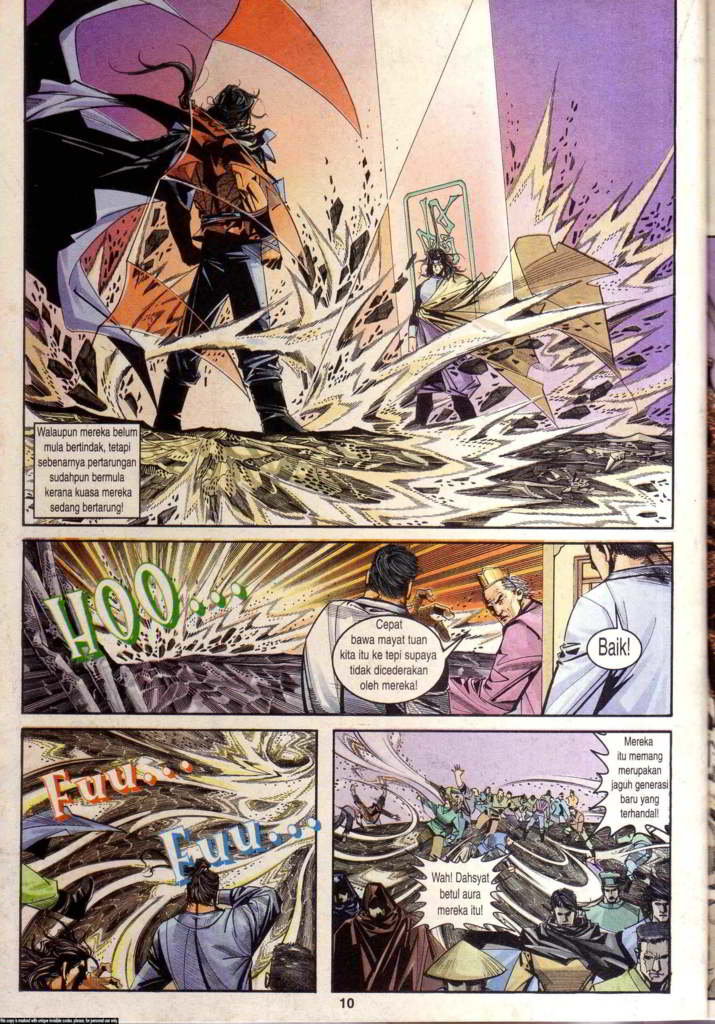 Walaupun mereka belum
mula bertindak, tetapi
sebenarnya pertarungan
sudahpun bermula
kerana kuasa mereka
sedang bertarung!
HOO...
Cepat
bawa mayat tuan
kita itu ke tepi supaya
tidak dicederakan
oleh mereka!
Baik!
Fuu...
Fuu...
Mereka
itu memang
merupakan
jaguh generasi
baru yang
terhandal!
Wah! Dahsyat
betul aura
mereka itu!
10